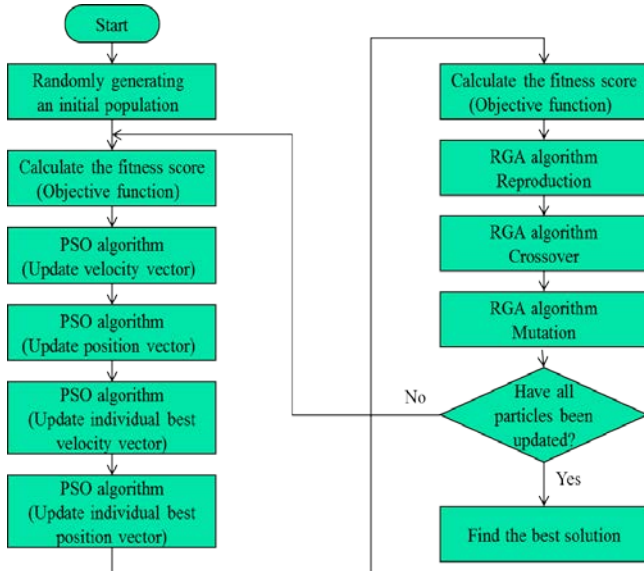 Start
Randomly generating
an initial population
Calculate the fitness score
(Objective function)
PSO algorithm
(Update velocity vector)
PSO algorithm
(Update position vector)
PSO algorithm
(Update individual best
velocity vector)
PSO algorithm
(Update individual best
position vector)
Calculate the fitness score
(Objective function)
RGA algorithm
Reproduction
RGA algorithm
Crossover
RGA algorithm
Mutation
Have all
particles been
updated?
No
Yes
Find the best solution